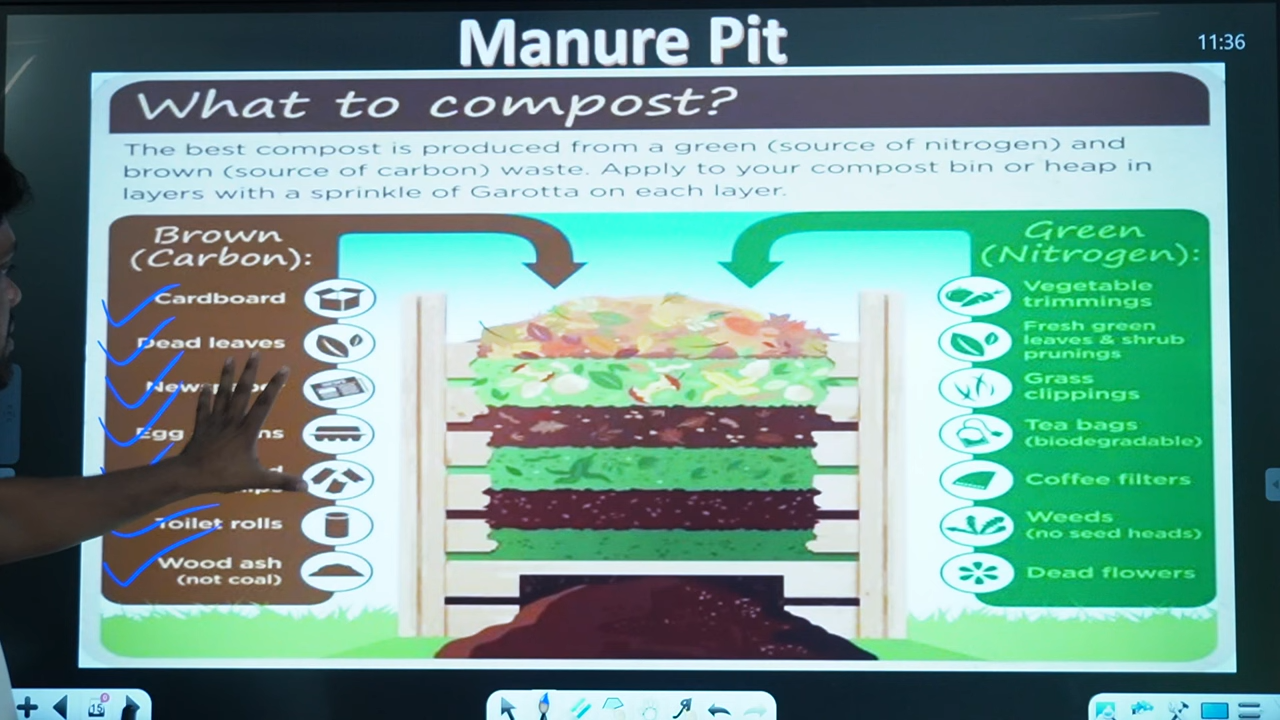 Manure Pit
11:36
What to compost?
The best compost is produced from a green (source of nitrogen) and
brown (source of carbon) waste. Apply to your compost bin or heap in
layers with a sprinkle of Garotta on each layer.
Brown
(Carbon):
Cardboard
Dead leaves
Egg
Toilet rolls
Wood ash
(not coal)
Green
(Nitrogen):
Vegetable
trimmings
Fresh green
leaves & shrub
prunings
Grass
clippings
Tea bags
(biodegradable)
Coffee filters
Weeds
(no seed heads)
Dead flowers
15